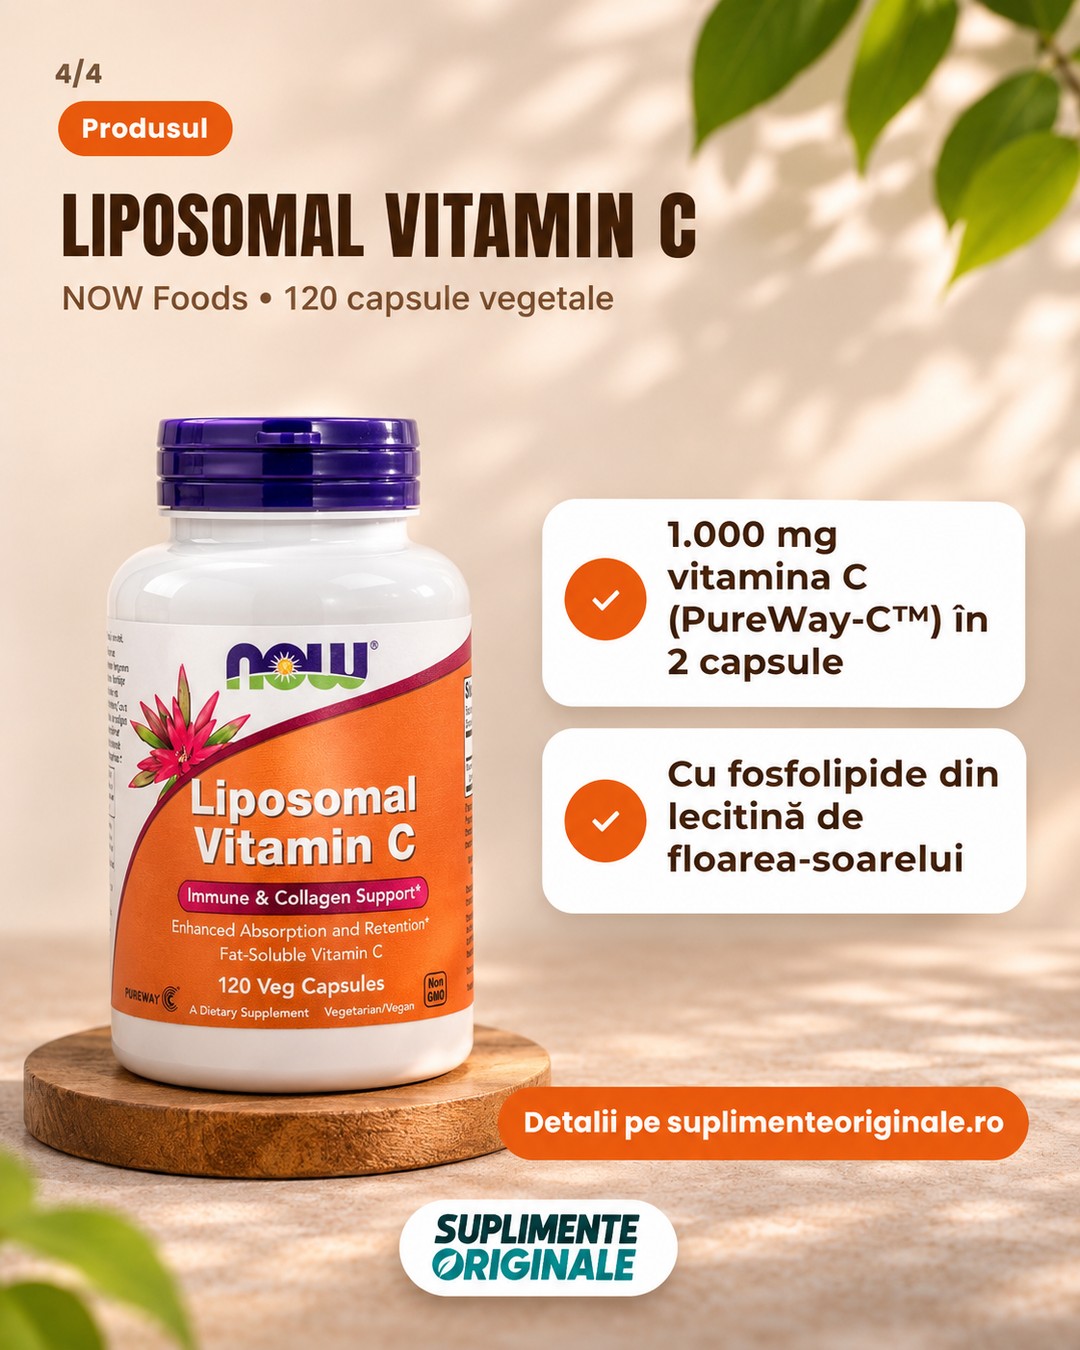 4/4
Produsul
LIPOSOMAL VITAMIN C
NOW Foods • 120 capsule vegetale
NOW®
Liposomal
Vitamin C
Immune & Collagen Support*
Enhanced Absorption and Retention*
Fat-Soluble Vitamin C
120 Veg Capsules
PUREWAY C
Non
GMO
A Dietary Supplement Vegetarian/Vegan
1.000 mg
vitamina C
(PureWay-C™) în
2 capsule
Cu fosfolipide din
lecitină de
floarea-soarelui
Detalii pe suplimenteoriginale.ro
SUPLIMENTE
ORIGINALE